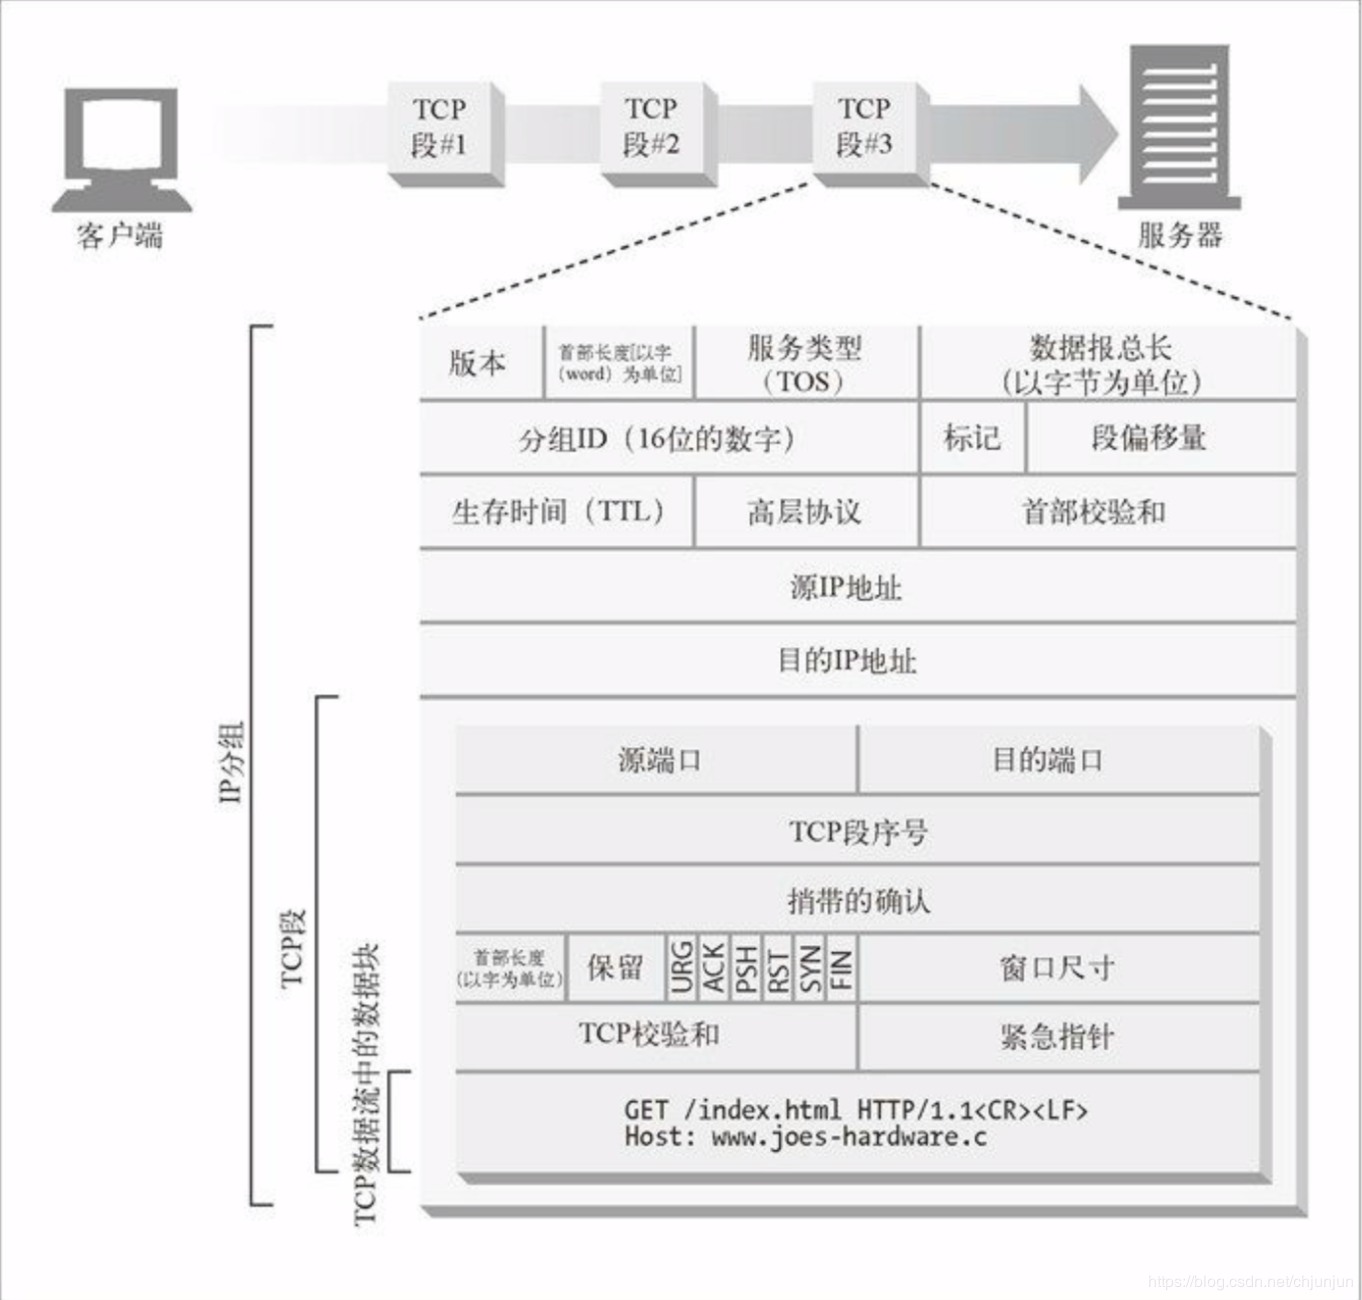 TCP
段#1
TCP
段#2
TCP
段#3
客户端
服务器
版本
首部长度[以字
（word）为单位]
服务类型
（TOS）
数据报总长
（以字节为单位）
分组ID（16位的数字）
标记
段偏移量
生存时间（TTL）
高层协议
首部校验和
源IP地址
目的IP地址
IP分组
TCP段
TCP数据流中的数据块
源端口
目的端口
TCP段序号
捎带的确认
首部长度
（以字为单位）
保留
URG
ACK
PSH
RST
SYN
FIN
窗口尺寸
TCP校验和
紧急指针
GET /index.html HTTP/1.1<CR><LF>
Host: www.joes-hardware.c
https://blog.csdn.net/chjunjun